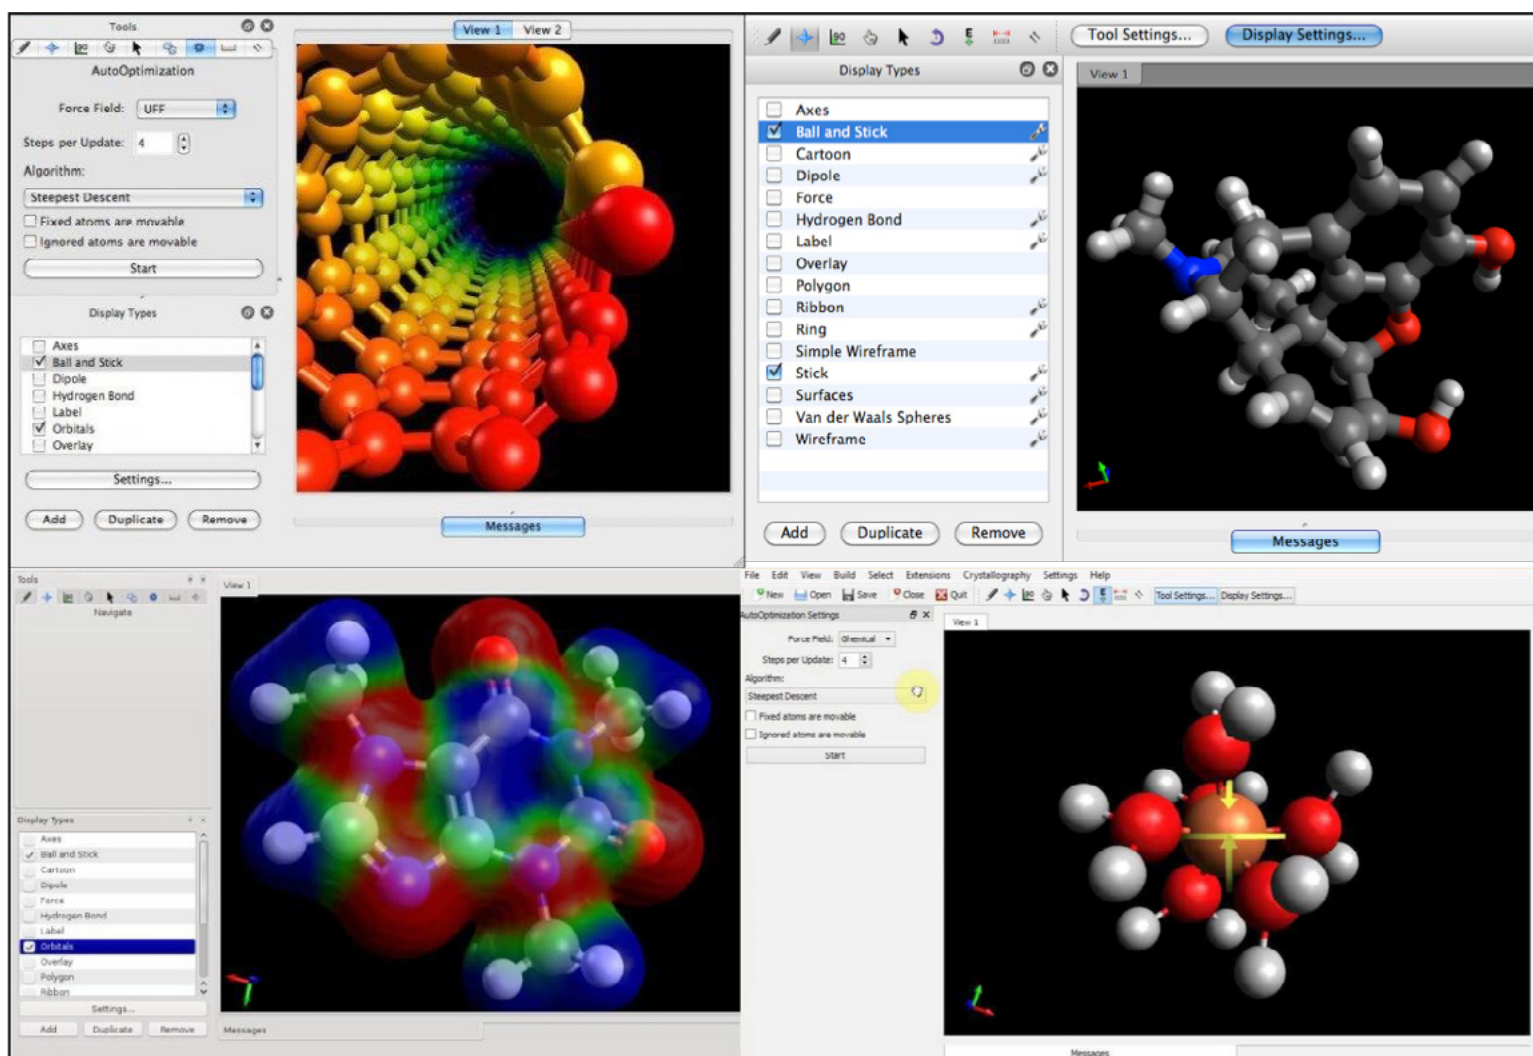 Tools
AutoOptimization
Force Field: UFF
Steps per Update: 4
Algorithm:
Steepest Descent
Fixed atoms are movable
Ignored atoms are movable
Start
Display Types
Axes
Ball and Stick
Dipole
Hydrogen Bond
Label
Orbitals
Overlay
Settings...
Add Duplicate Remove
View 1 View 2
Messages
Tool Settings... Display Settings...
Display Types
Axes
Ball and Stick
Cartoon
Dipole
Force
Hydrogen Bond
Label
Overlay
Polygon
Ribbon
Ring
Simple Wireframe
Stick
Surfaces
Van der Waals Spheres
Wireframe
Add Duplicate Remove
View 1
Messages
Tools
Navigate
Display Types
Axes
Ball and Stick
Cartoon
Dipole
Force
Hydrogen Bond
Label
Orbitals
Overlay
Polygon
Ribbon
Settings...
Add Duplicate Remove
View 1
Messages
File Edit View Build Select Extensions Crystallography Settings Help
New Open Save Close Quit Tool Settings... Display Settings...
AutoOptimization Settings
Force Field: Ghemical
Steps per Update: 4
Algorithm:
Steepest Descent
Fixed atoms are movable
Ignored atoms are movable
Start
View 1
Messages